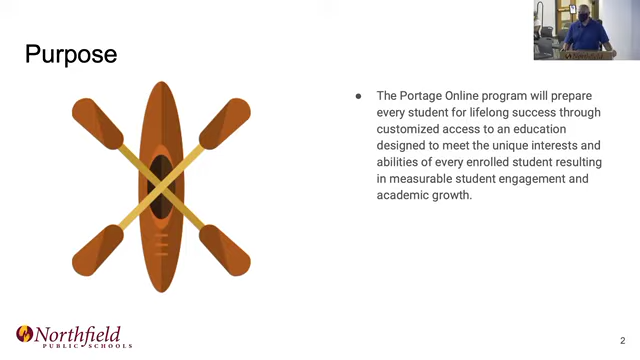 Purpose
Northfield
● The Portage Online program will prepare
every student for lifelong success through
customized access to an education
designed to meet the unique interests and
abilities of every enrolled student resulting
in measurable student engagement and
academic growth.
Northfield
PUBLIC SCHOOLS
2